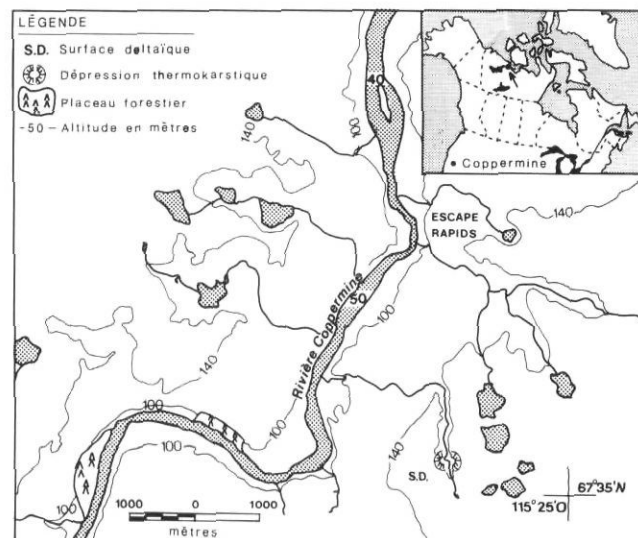 LÉGENDE
S.D. Surface deltaïque
Dépression thermokarstique
Placeau forestier
-50- Altitude en mètres
Coppermine
40
100
140
140
ESCAPE
RAPIDS
Rivière Coppermine
50
100
140
100
100
100
100
140
S.D.
1000 0 1000
mètres
67°35'N
115°25'O